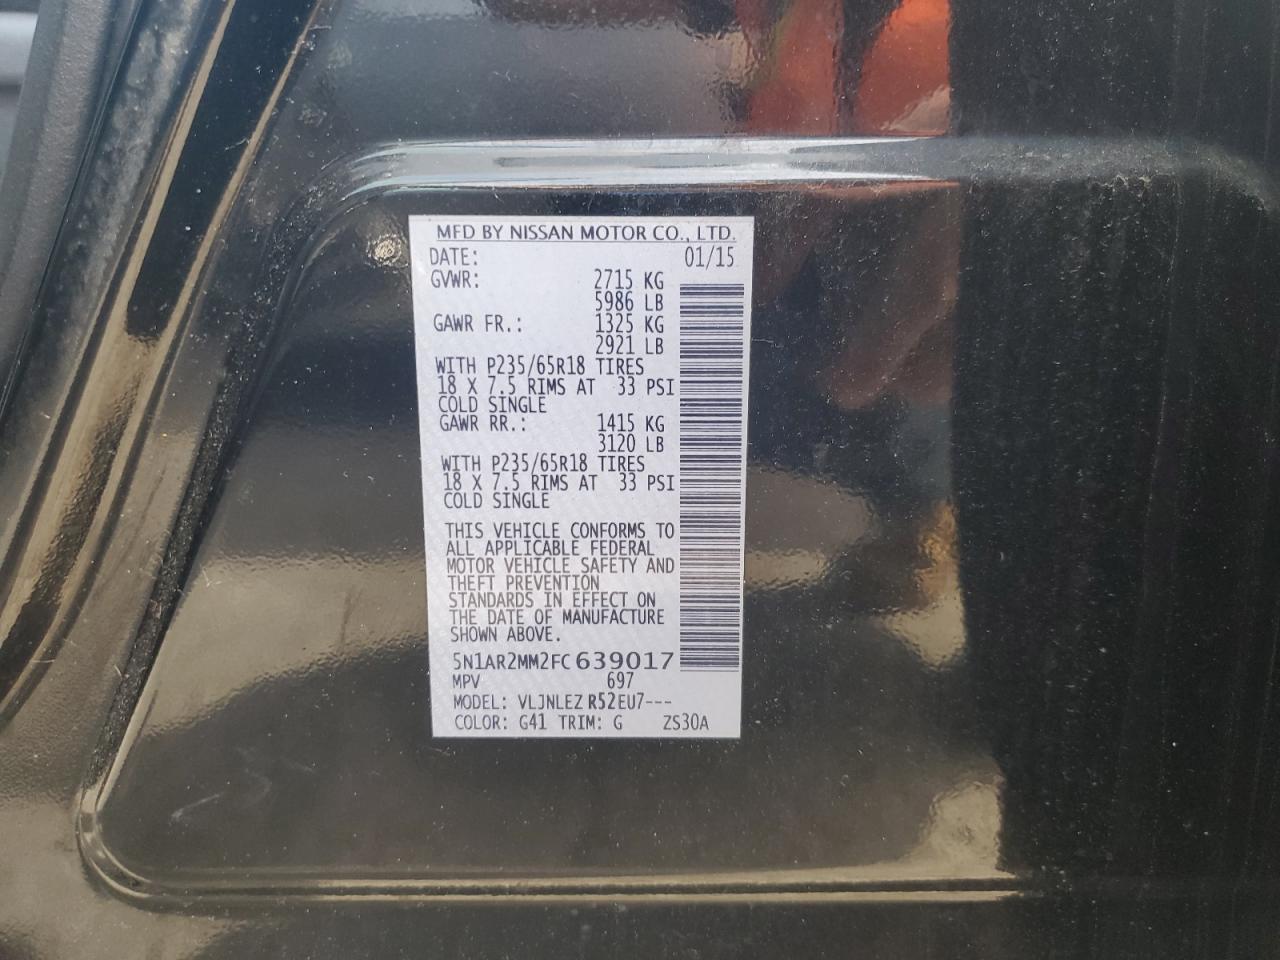 MFD BY NISSAN MOTOR CO., LTD.
DATE: 01/15
GVWR: 2715 KG
5986 LB
GAWR FR.: 1325 KG
2921 LB
WITH P235/65R18 TIRES
18 X 7.5 RIMS AT 33 PSI
COLD SINGLE
GAWR RR.: 1415 KG
3120 LB
WITH P235/65R18 TIRES
18 X 7.5 RIMS AT 33 PSI
COLD SINGLE
THIS VEHICLE CONFORMS TO
ALL APPLICABLE FEDERAL
MOTOR VEHICLE SAFETY AND
THEFT PREVENTION
STANDARDS IN EFFECT ON
THE DATE OF MANUFACTURE
SHOWN ABOVE.
5N1AR2MM2FC639017
MPV 697
MODEL: VLJNLEZ R52EU7---
COLOR: G41 TRIM: G ZS30A